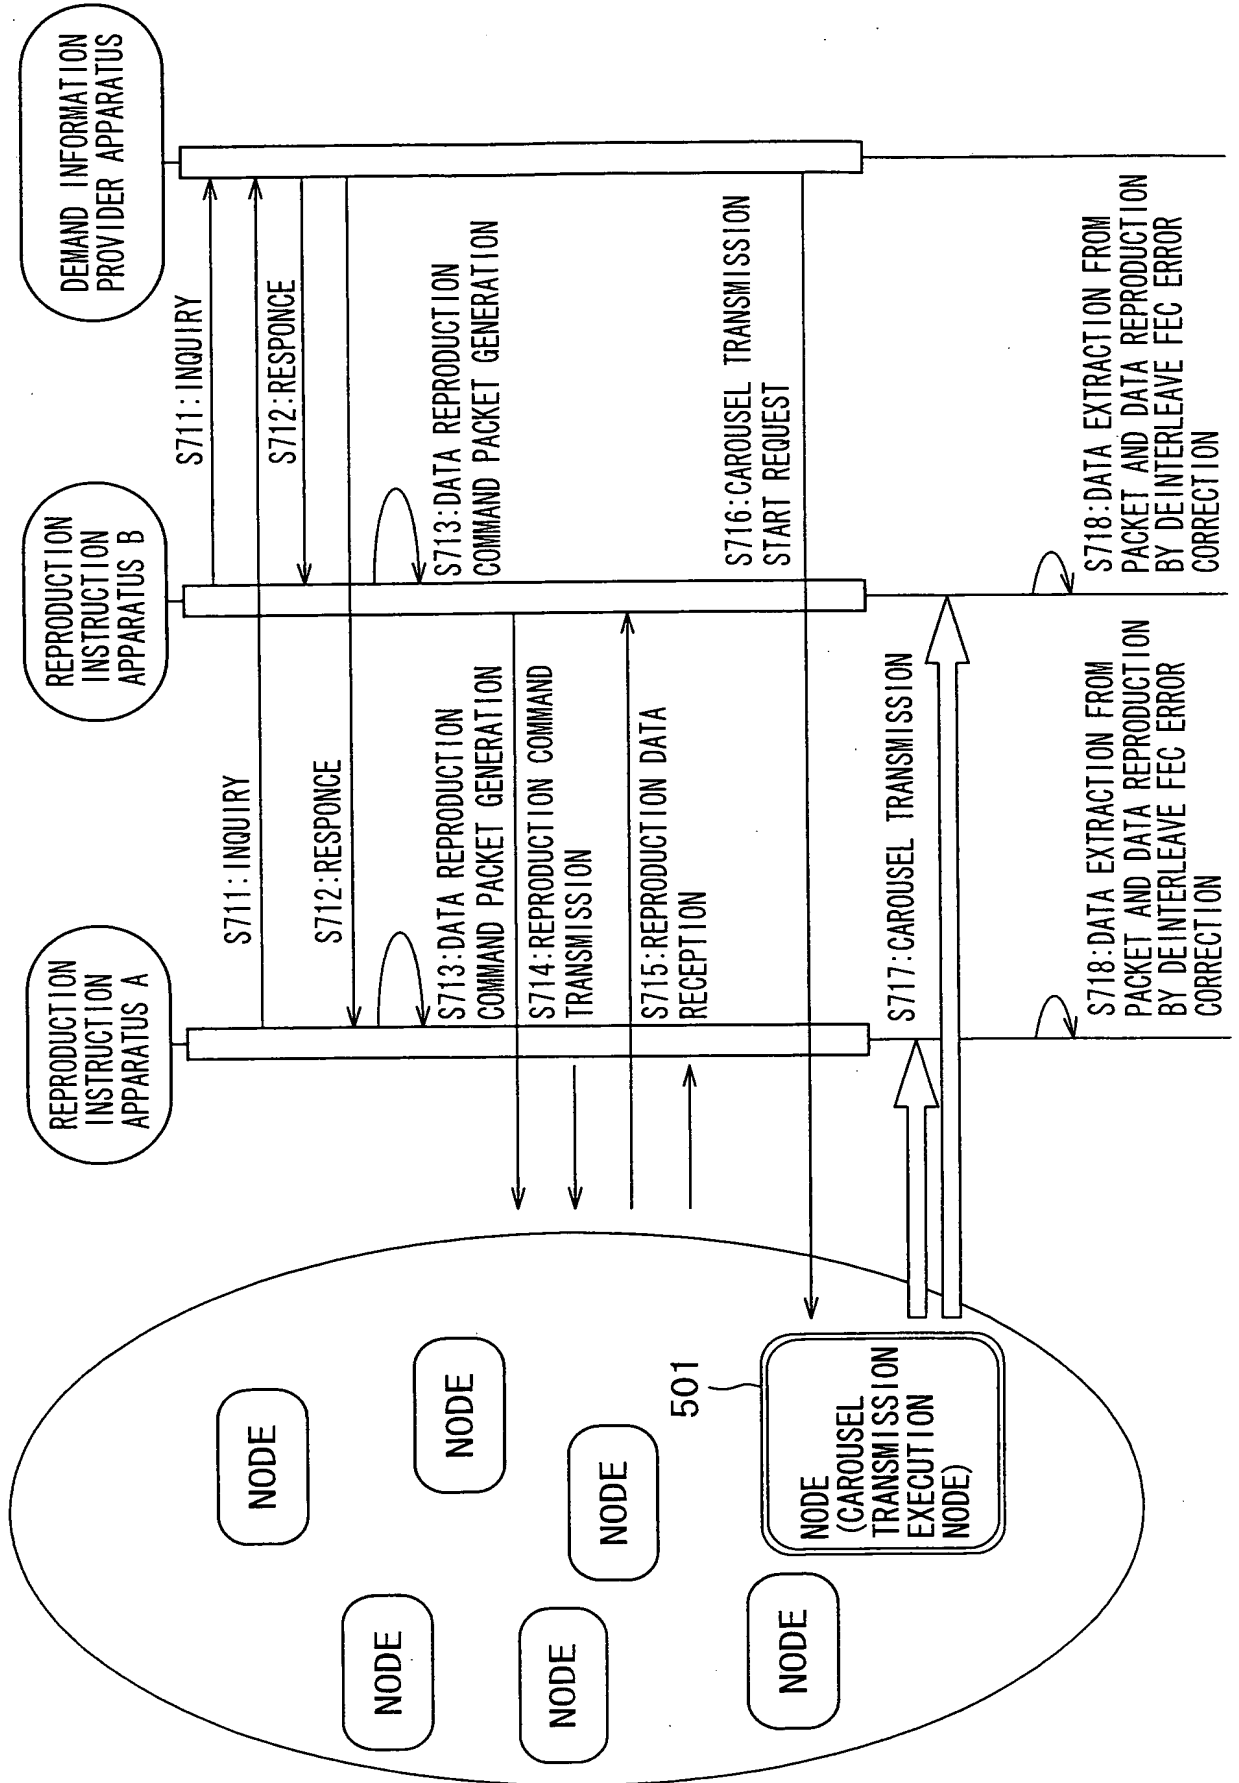 DEMAND INFORMATION
PROVIDER APPARATUS
REPRODUCTION
INSTRUCTION
APPARATUS B
REPRODUCTION
INSTRUCTION
APPARATUS A
S711:INQUIRY
S711:INQUIRY
S712:RESPONCE
S712:RESPONCE
S713:DATA REPRODUCTION
COMMAND PACKET GENERATION
S713:DATA REPRODUCTION
COMMAND PACKET GENERATION
S714:REPRODUCTION COMMAND
TRANSMISSION
S715:REPRODUCTION DATA
RECEPTION
S716:CAROUSEL TRANSMISSION
START REQUEST
S717:CAROUSEL TRANSMISSION
S718:DATA EXTRACTION FROM
PACKET AND DATA REPRODUCTION
BY DEINTERLEAVE FEC ERROR
CORRECTION
S718:DATA EXTRACTION FROM
PACKET AND DATA REPRODUCTION
BY DEINTERLEAVE FEC ERROR
CORRECTION
NODE
NODE
NODE
NODE
NODE
NODE
501
NODE
(CAROUSEL
TRANSMISSION
EXECUTION
NODE)